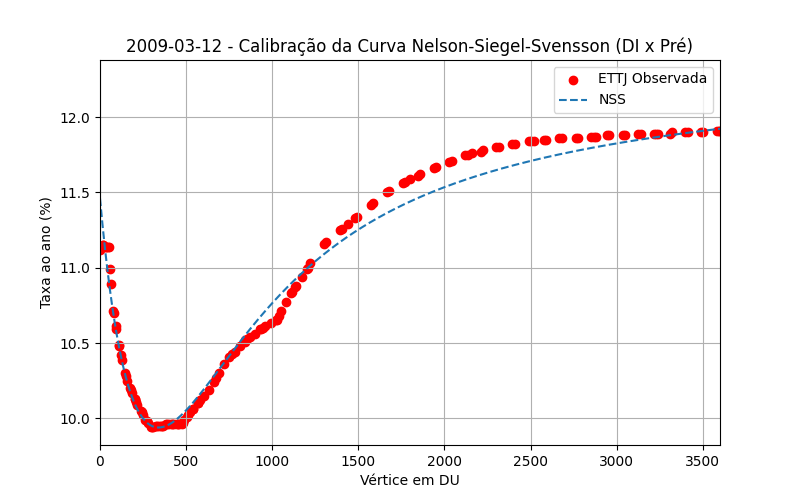 2009-03-12 - Calibração da Curva Nelson-Siegel-Svensson (DI x Pré)
ETTJ Observada
NSS
Taxa ao ano (%)
12.0
11.5
11.0
10.5
10.0
0 500 1000 1500 2000 2500 3000 3500
Vértice em DU